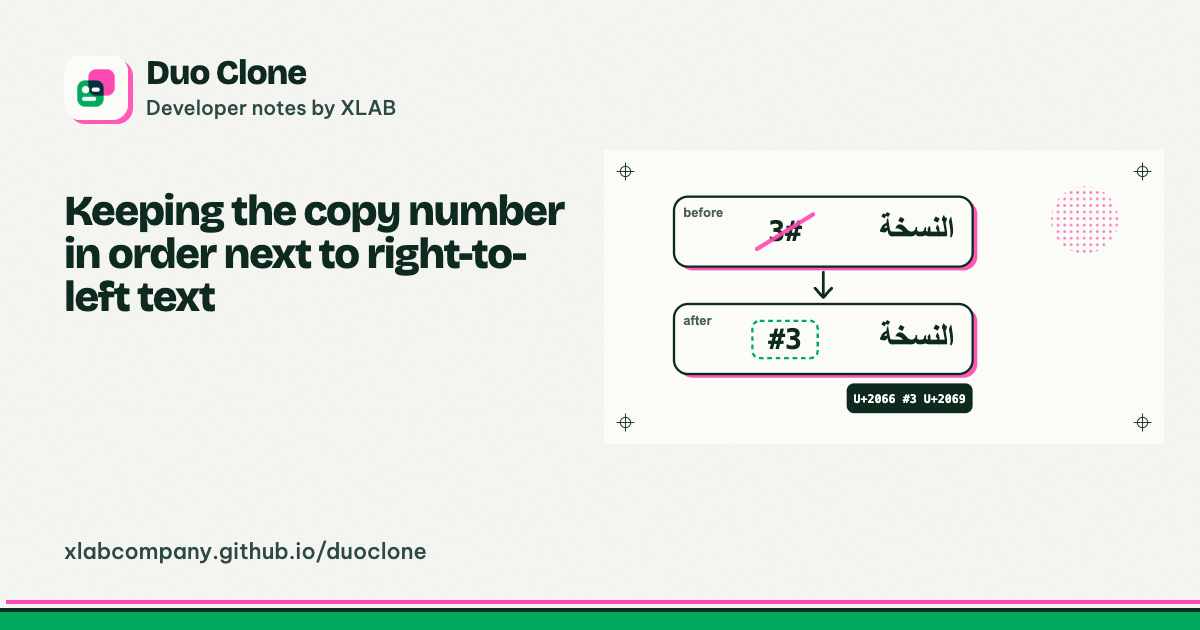 Duo Clone
Developer notes by XLAB
Keeping the copy number
in order next to right-to-
left text
before
3#
النسخة
after
#3
النسخة
U+2066 #3 U+2069
xlabcompany.github.io/duoclone